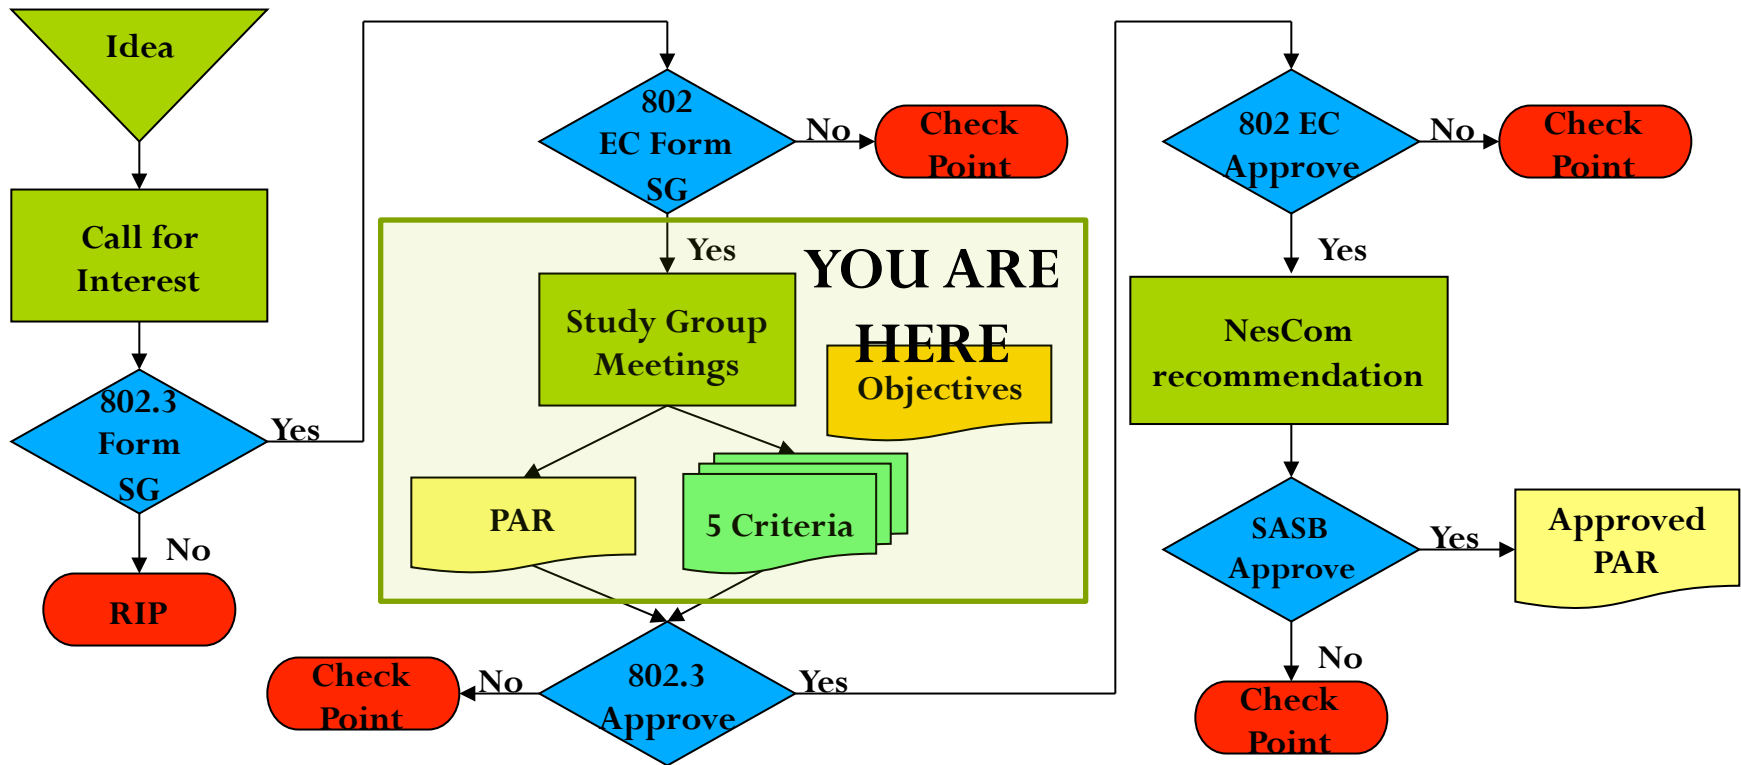 Idea
Call for
Interest
802.3
Form
SG
Yes
No
RIP
802
EC Form
SG
No
Check
Point
Yes
YOU ARE
HERE
Study Group
Meetings
Objectives
PAR
5 Criteria
802.3
Approve
No
Check
Point
Yes
802 EC
Approve
No
Check
Point
Yes
NesCom
recommendation
SASB
Approve
Yes
Approved
PAR
No
Check
Point